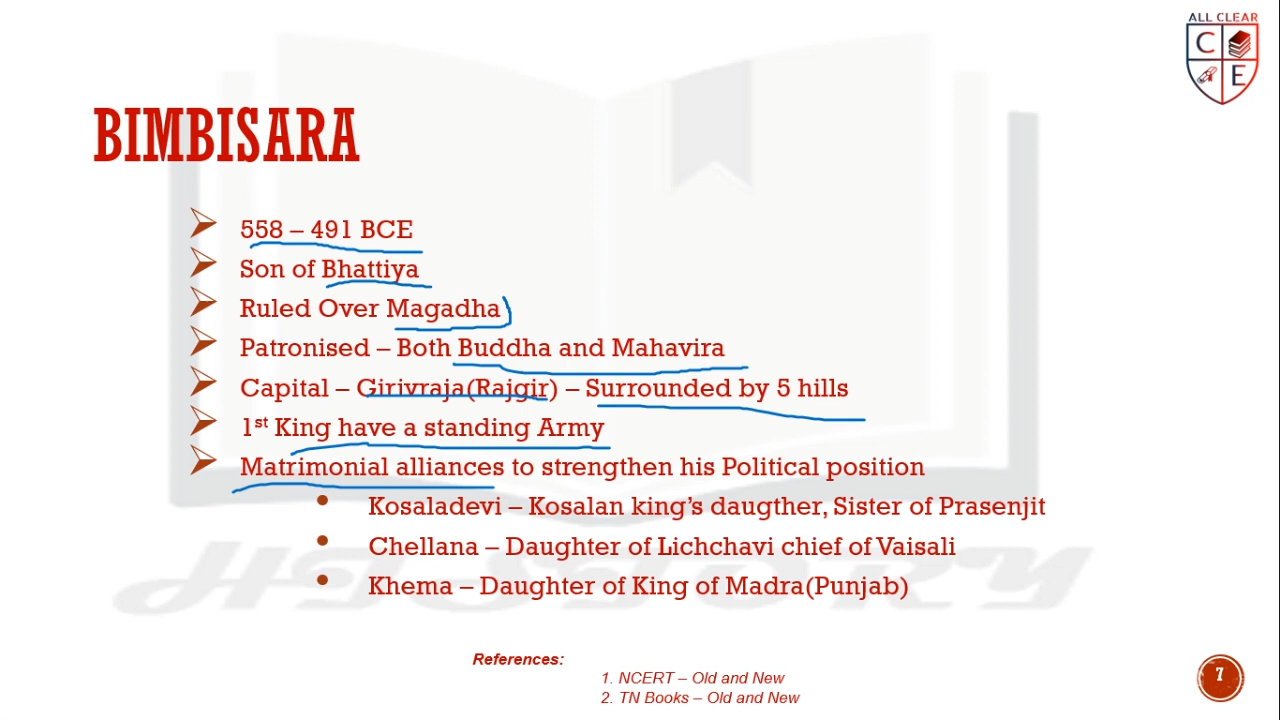 ALL CLEAR
C
E
BIMBISARA
558 – 491 BCE
Son of Bhattiya
Ruled Over Magadha
Patronised – Both Buddha and Mahavira
Capital – Girivraja(Rajgir) – Surrounded by 5 hills
1st King have a standing Army
Matrimonial alliances to strengthen his Political position
Kosaladevi – Kosalan king's daugther, Sister of Prasenjit
Chellana – Daughter of Lichchavi chief of Vaisali
Khema – Daughter of King of Madra(Punjab)
HISTORY
References:
1. NCERT – Old and New
2. TN Books – Old and New
7